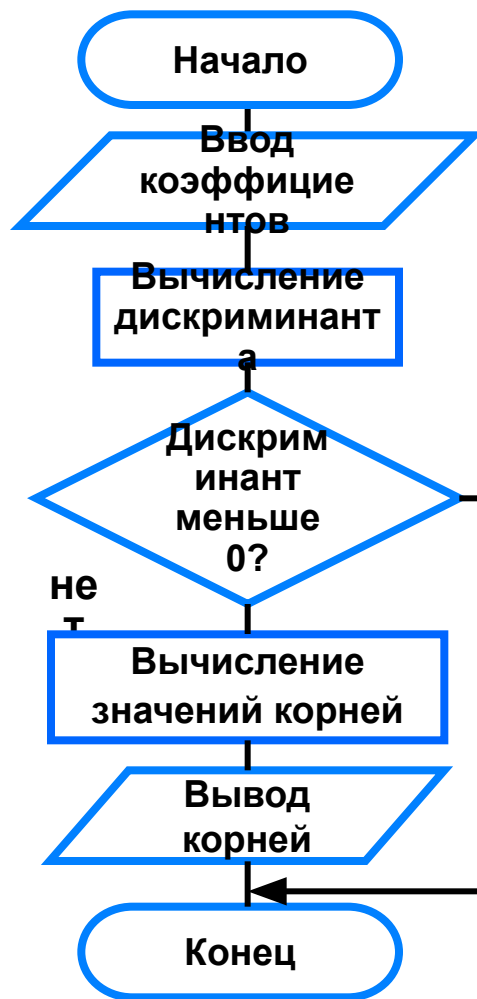 Начало
Ввод
коэффицие
нтов
Вычисление
дискриминант
а
Дискрим
инант
меньше
0?
не
т
Вычисление
значений корней
Вывод
корней
Конец